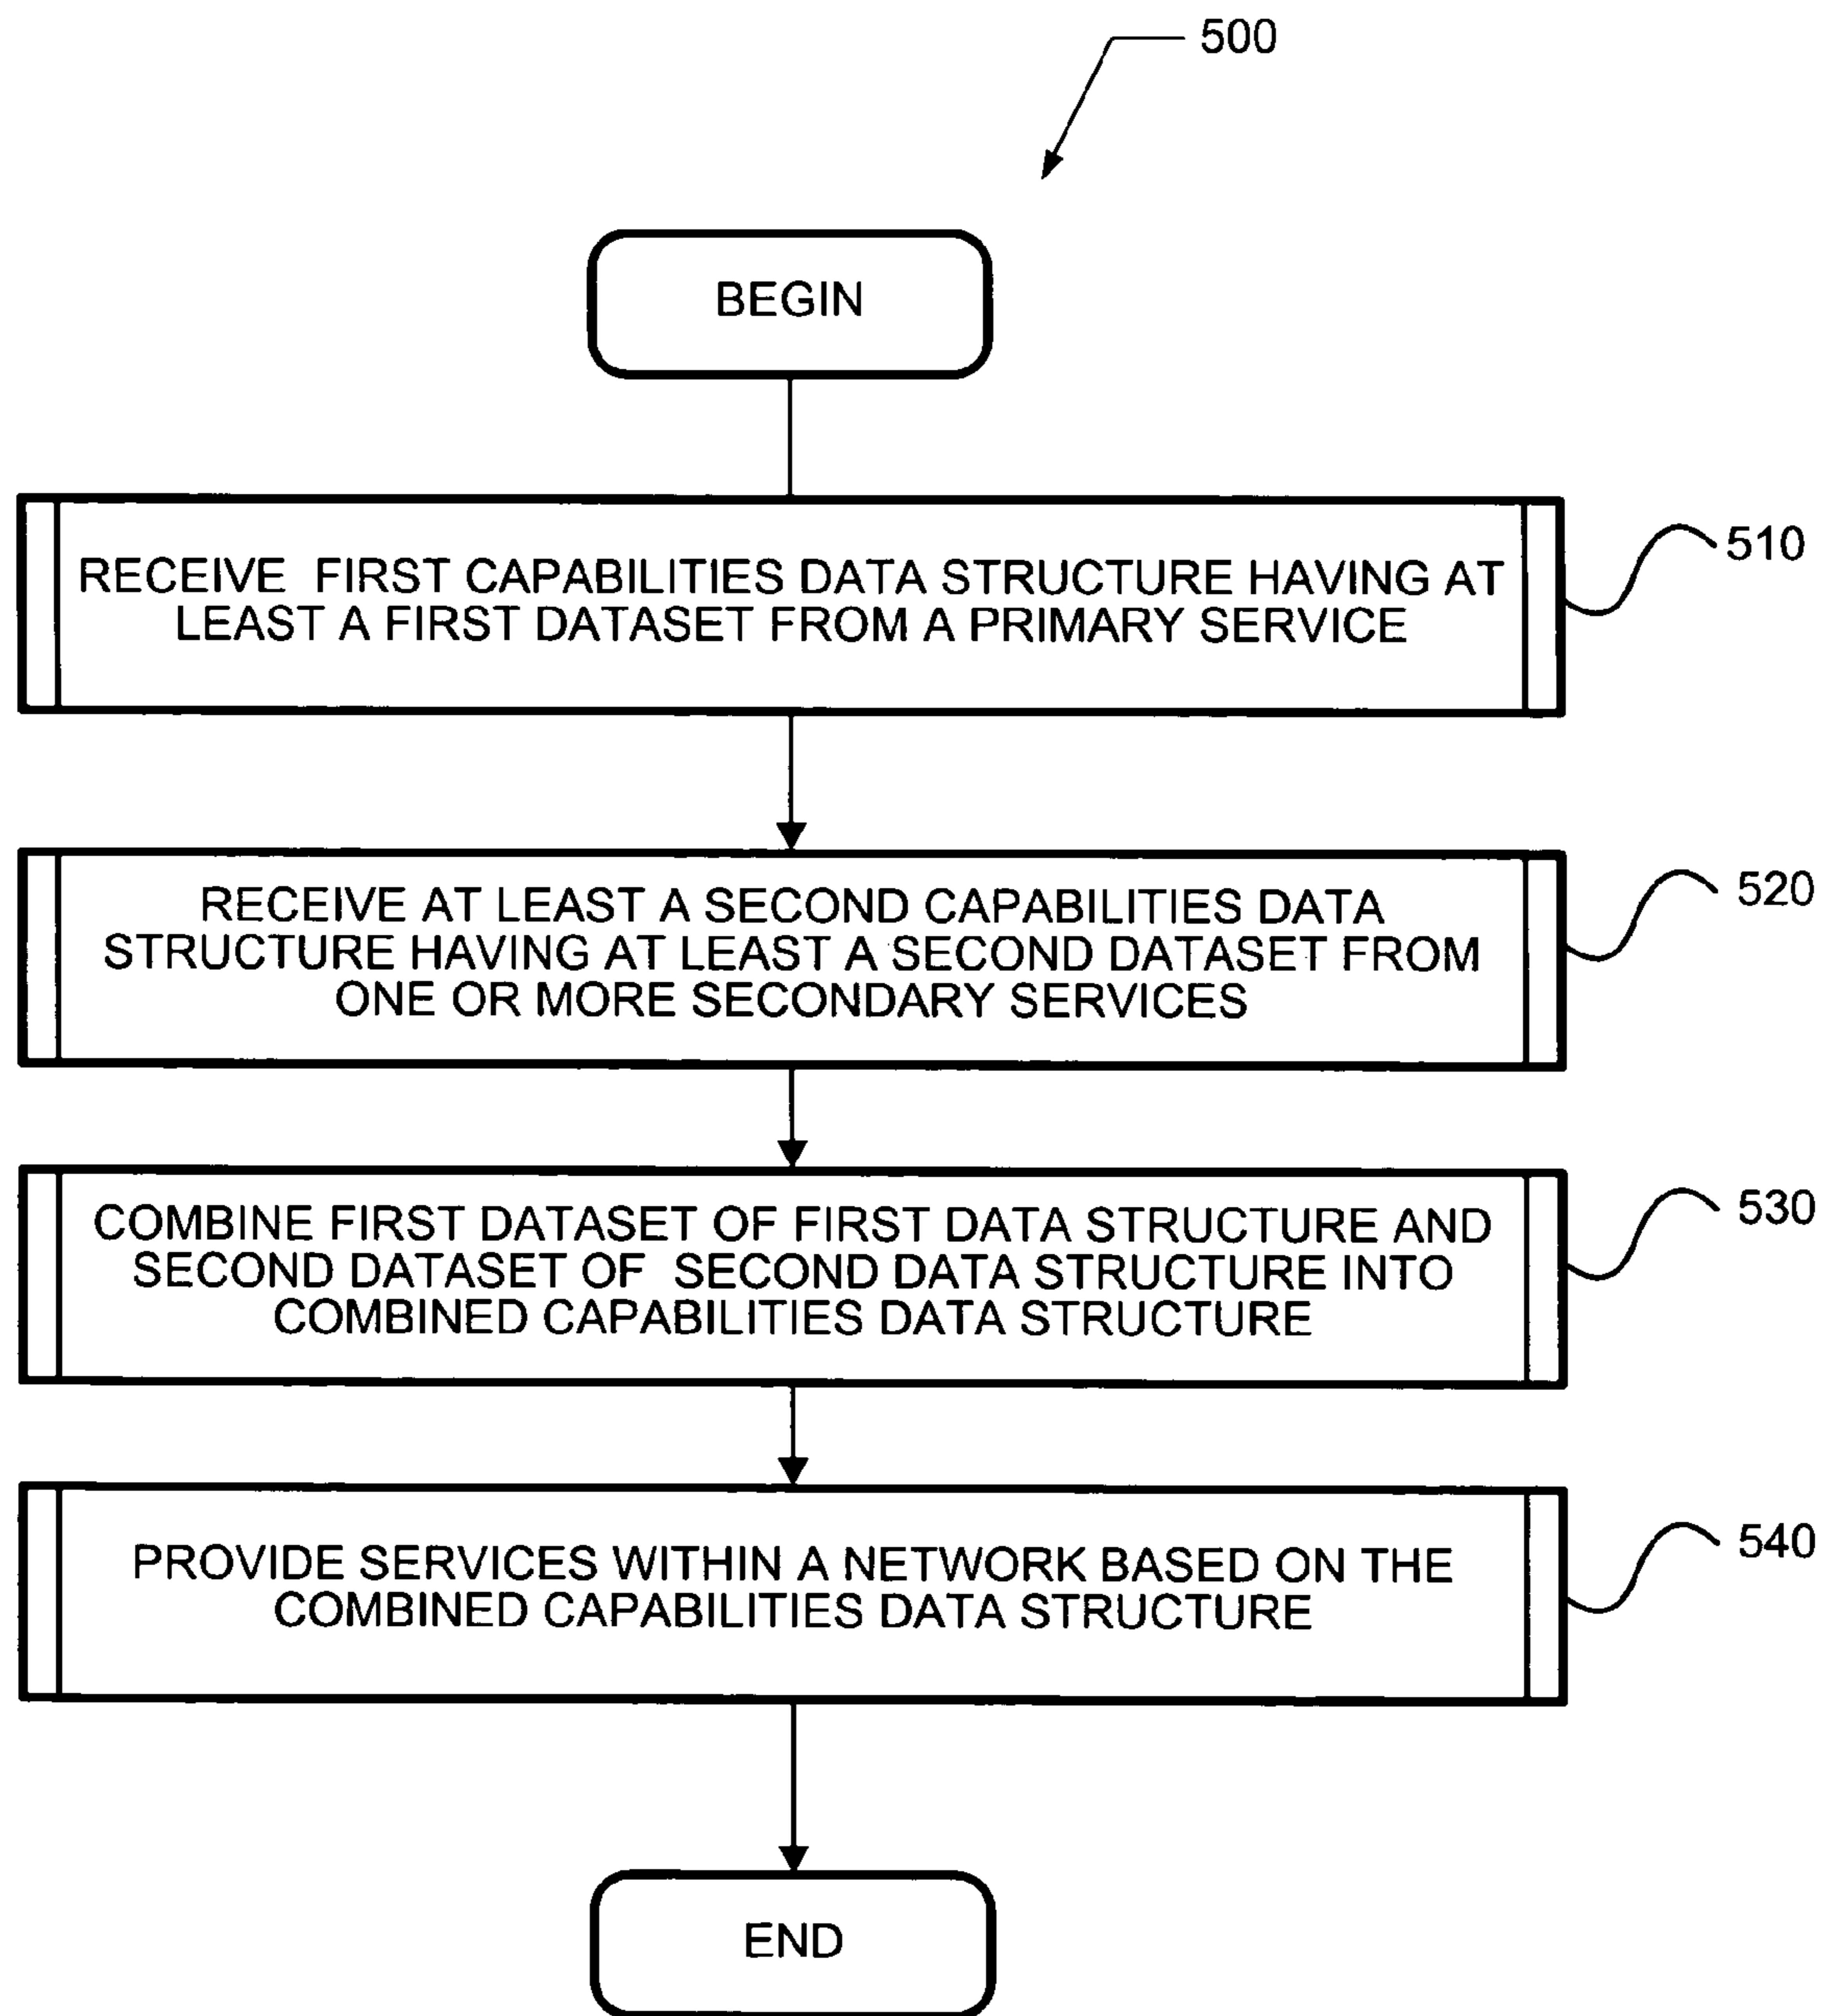 500
BEGIN
RECEIVE FIRST CAPABILITIES DATA STRUCTURE HAVING AT
LEAST A FIRST DATASET FROM A PRIMARY SERVICE
510
RECEIVE AT LEAST A SECOND CAPABILITIES DATA
STRUCTURE HAVING AT LEAST A SECOND DATASET FROM
ONE OR MORE SECONDARY SERVICES
520
COMBINE FIRST DATASET OF FIRST DATA STRUCTURE AND
SECOND DATASET OF SECOND DATA STRUCTURE INTO
COMBINED CAPABILITIES DATA STRUCTURE
530
PROVIDE SERVICES WITHIN A NETWORK BASED ON THE
COMBINED CAPABILITIES DATA STRUCTURE
540
END